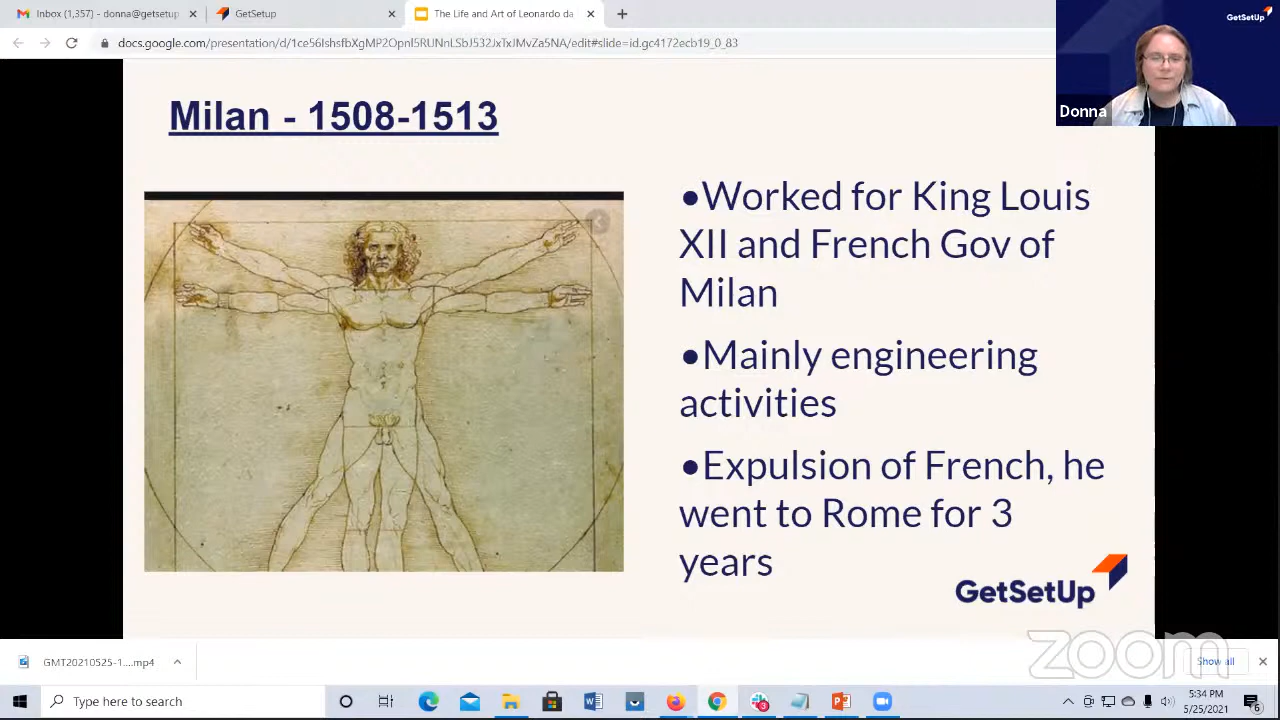 Inbox (1,357) - donna@getsetup
GetSetUp
The Life and Art of Leonardo da
GetSetUp
docs.google.com/presentation/d/1ce56IshsfbXgMP2OpnI5RUNnLSbJ532JxTxJMvZa5NA/edit#slide=id.gc4172ecb19_0_83
Donna
Milan - 1508-1513
•Worked for King Louis
XII and French Gov of
Milan
•Mainly engineering
activities
•Expulsion of French, he
went to Rome for 3
years
GetSetUp
zoom
GMT20210525-1....mp4
Show all
Type here to search
3
5:34 PM
5/25/2021
6